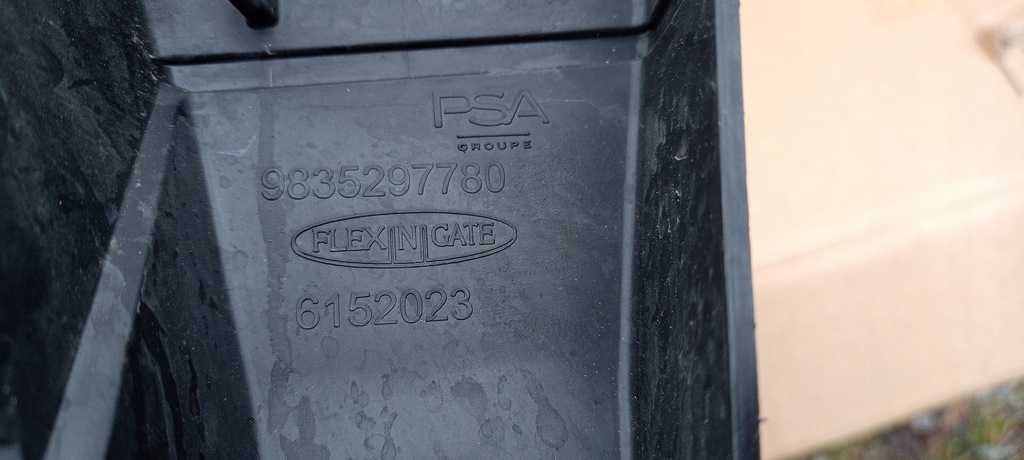 PSA
GROUPE
9835297780
FLEX|N|GATE
6152023